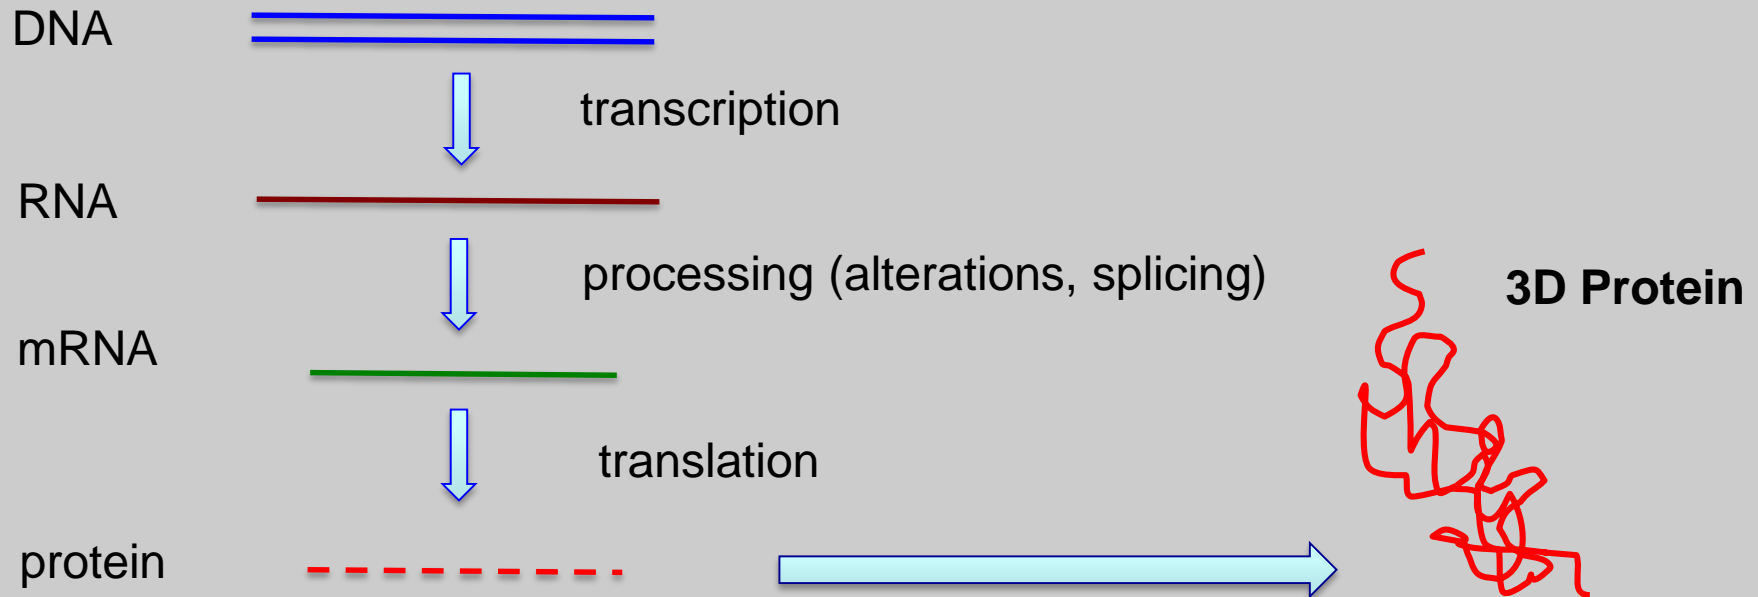 DNA
transcription
RNA
processing (alterations, splicing)
3D Protein
mRNA
translation
protein